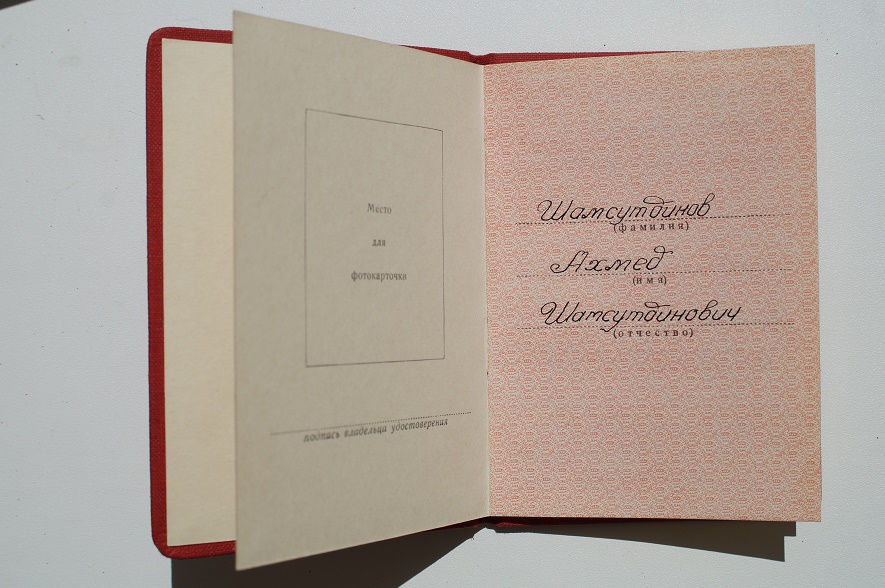 Место
для
фотокарточки
подпись владельца удостоверения
Шамсутдинов
(фамилия)
Ахмед
(имя)
Шамсутдинович
(отчество)